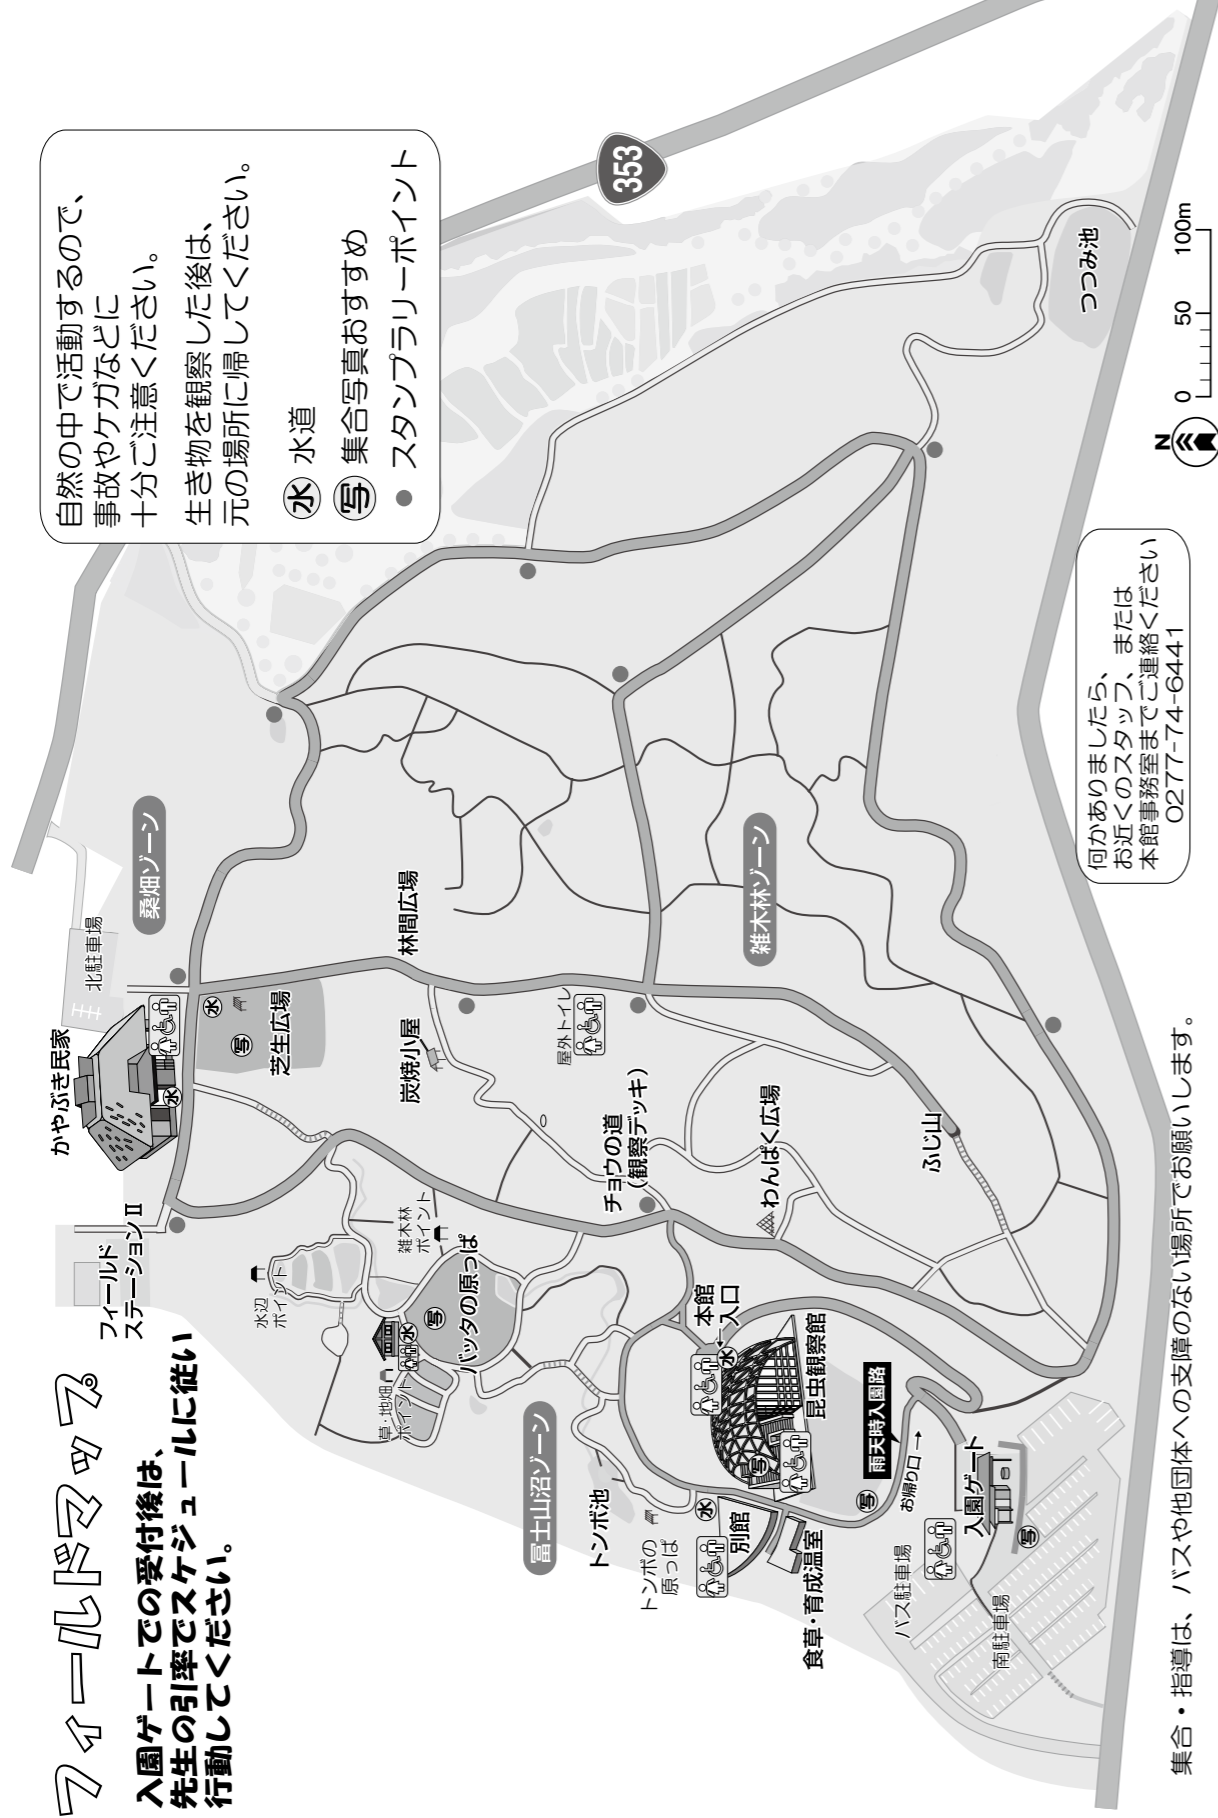 フィールドマップ
入園ゲートでの受付後は、
先生の引率でスケジュールに従い
行動してください。
自然の中で活動するので、
事故やケガなどに
十分ご注意ください。
生き物を観察した後は、
元の場所に帰してください。
水 水道
写 集合写真おすすめ
● スタンプラリーポイント
353
かやぶき民家
北駐車場
桑畑ゾーン
フィールド
ステーションⅡ
水
水
写
芝生広場
水辺
ポイント
雑木林
ポイント
草・地畑
ポイント
水
写
バッタの原っぱ
炭焼小屋
林間広場
屋外トイレ
富士山沼ゾーン
トンボ池
トンボの
原っぱ
チョウの道
(観察デッキ)
わんぱく広場
雑木林ゾーン
本館
入口
水
水
別館
写
昆虫観察館
食草・育成温室
写
雨天時入園路
お帰り口→
ふじ山
バス駐車場
入園ゲート
写
南駐車場
つつみ池
何かありましたら、
お近くのスタッフ、または
本館事務室までご連絡ください
0277-74-6441
N
0 50 100m
集合・指導は、バスや他団体への支障のない場所でお願いします。